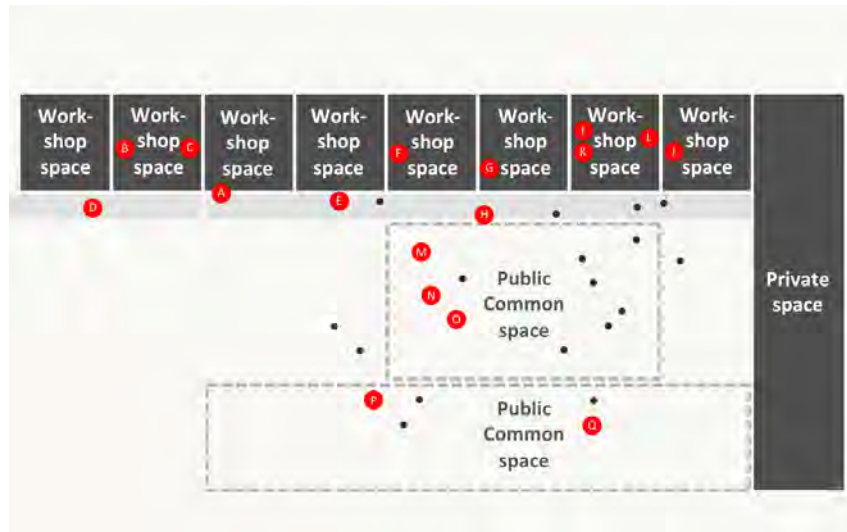 Work-
shop
space
Work-
shop
space
Work-
shop
space
Work-
shop
space
Work-
shop
space
Work-
shop
space
Work-
shop
space
Work-
shop
space
B
C
F
G
I
K
L
J
A
D
E
H
M
N
O
Public
Common
space
Private
space
P
Q
Public
Common
space